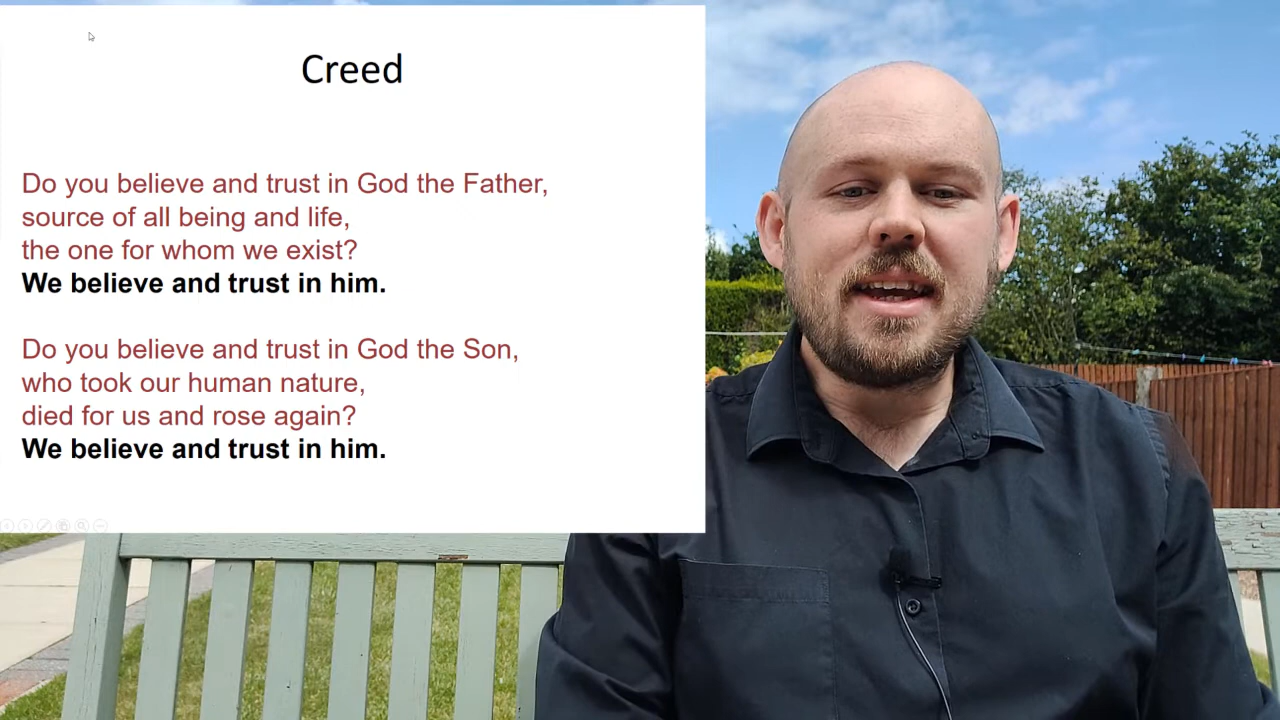 Creed
Do you believe and trust in God the Father,
source of all being and life,
the one for whom we exist?
We believe and trust in him.
Do you believe and trust in God the Son,
who took our human nature,
died for us and rose again?
We believe and trust in him.